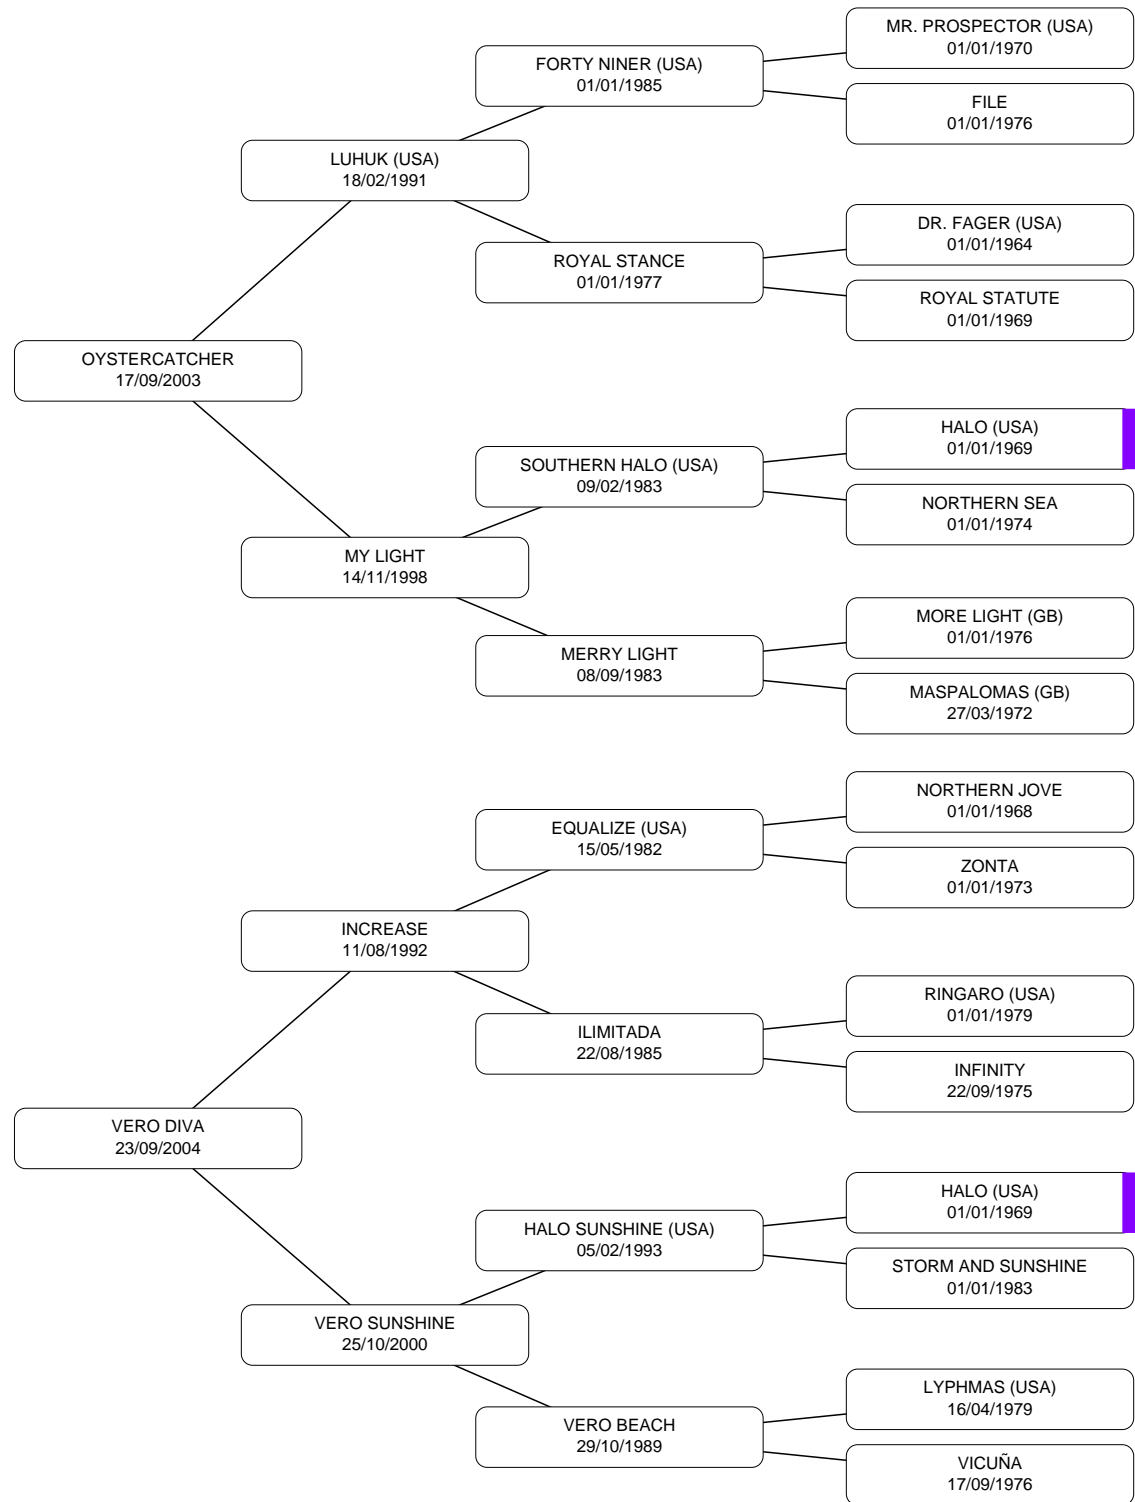 MR. PROSPECTOR (USA)
01/01/1970
FORTY NINER (USA)
01/01/1985
FILE
01/01/1976
LUHUK (USA)
18/02/1991
DR. FAGER (USA)
01/01/1964
ROYAL STANCE
01/01/1977
ROYAL STATUTE
01/01/1969
OYSTERCATCHER
17/09/2003
HALO (USA)
01/01/1969
SOUTHERN HALO (USA)
09/02/1983
NORTHERN SEA
01/01/1974
MY LIGHT
14/11/1998
MORE LIGHT (GB)
01/01/1976
MERRY LIGHT
08/09/1983
MASPALOMAS (GB)
27/03/1972
NORTHERN JOVE
01/01/1968
EQUALIZE (USA)
15/05/1982
ZONTA
01/01/1973
INCREASE
11/08/1992
RINGARO (USA)
01/01/1979
ILIMITADA
22/08/1985
INFINITY
22/09/1975
VERO DIVA
23/09/2004
HALO (USA)
01/01/1969
HALO SUNSHINE (USA)
05/02/1993
STORM AND SUNSHINE
01/01/1983
VERO SUNSHINE
25/10/2000
LYPHMAS (USA)
16/04/1979
VERO BEACH
29/10/1989
VICUÑA
17/09/1976